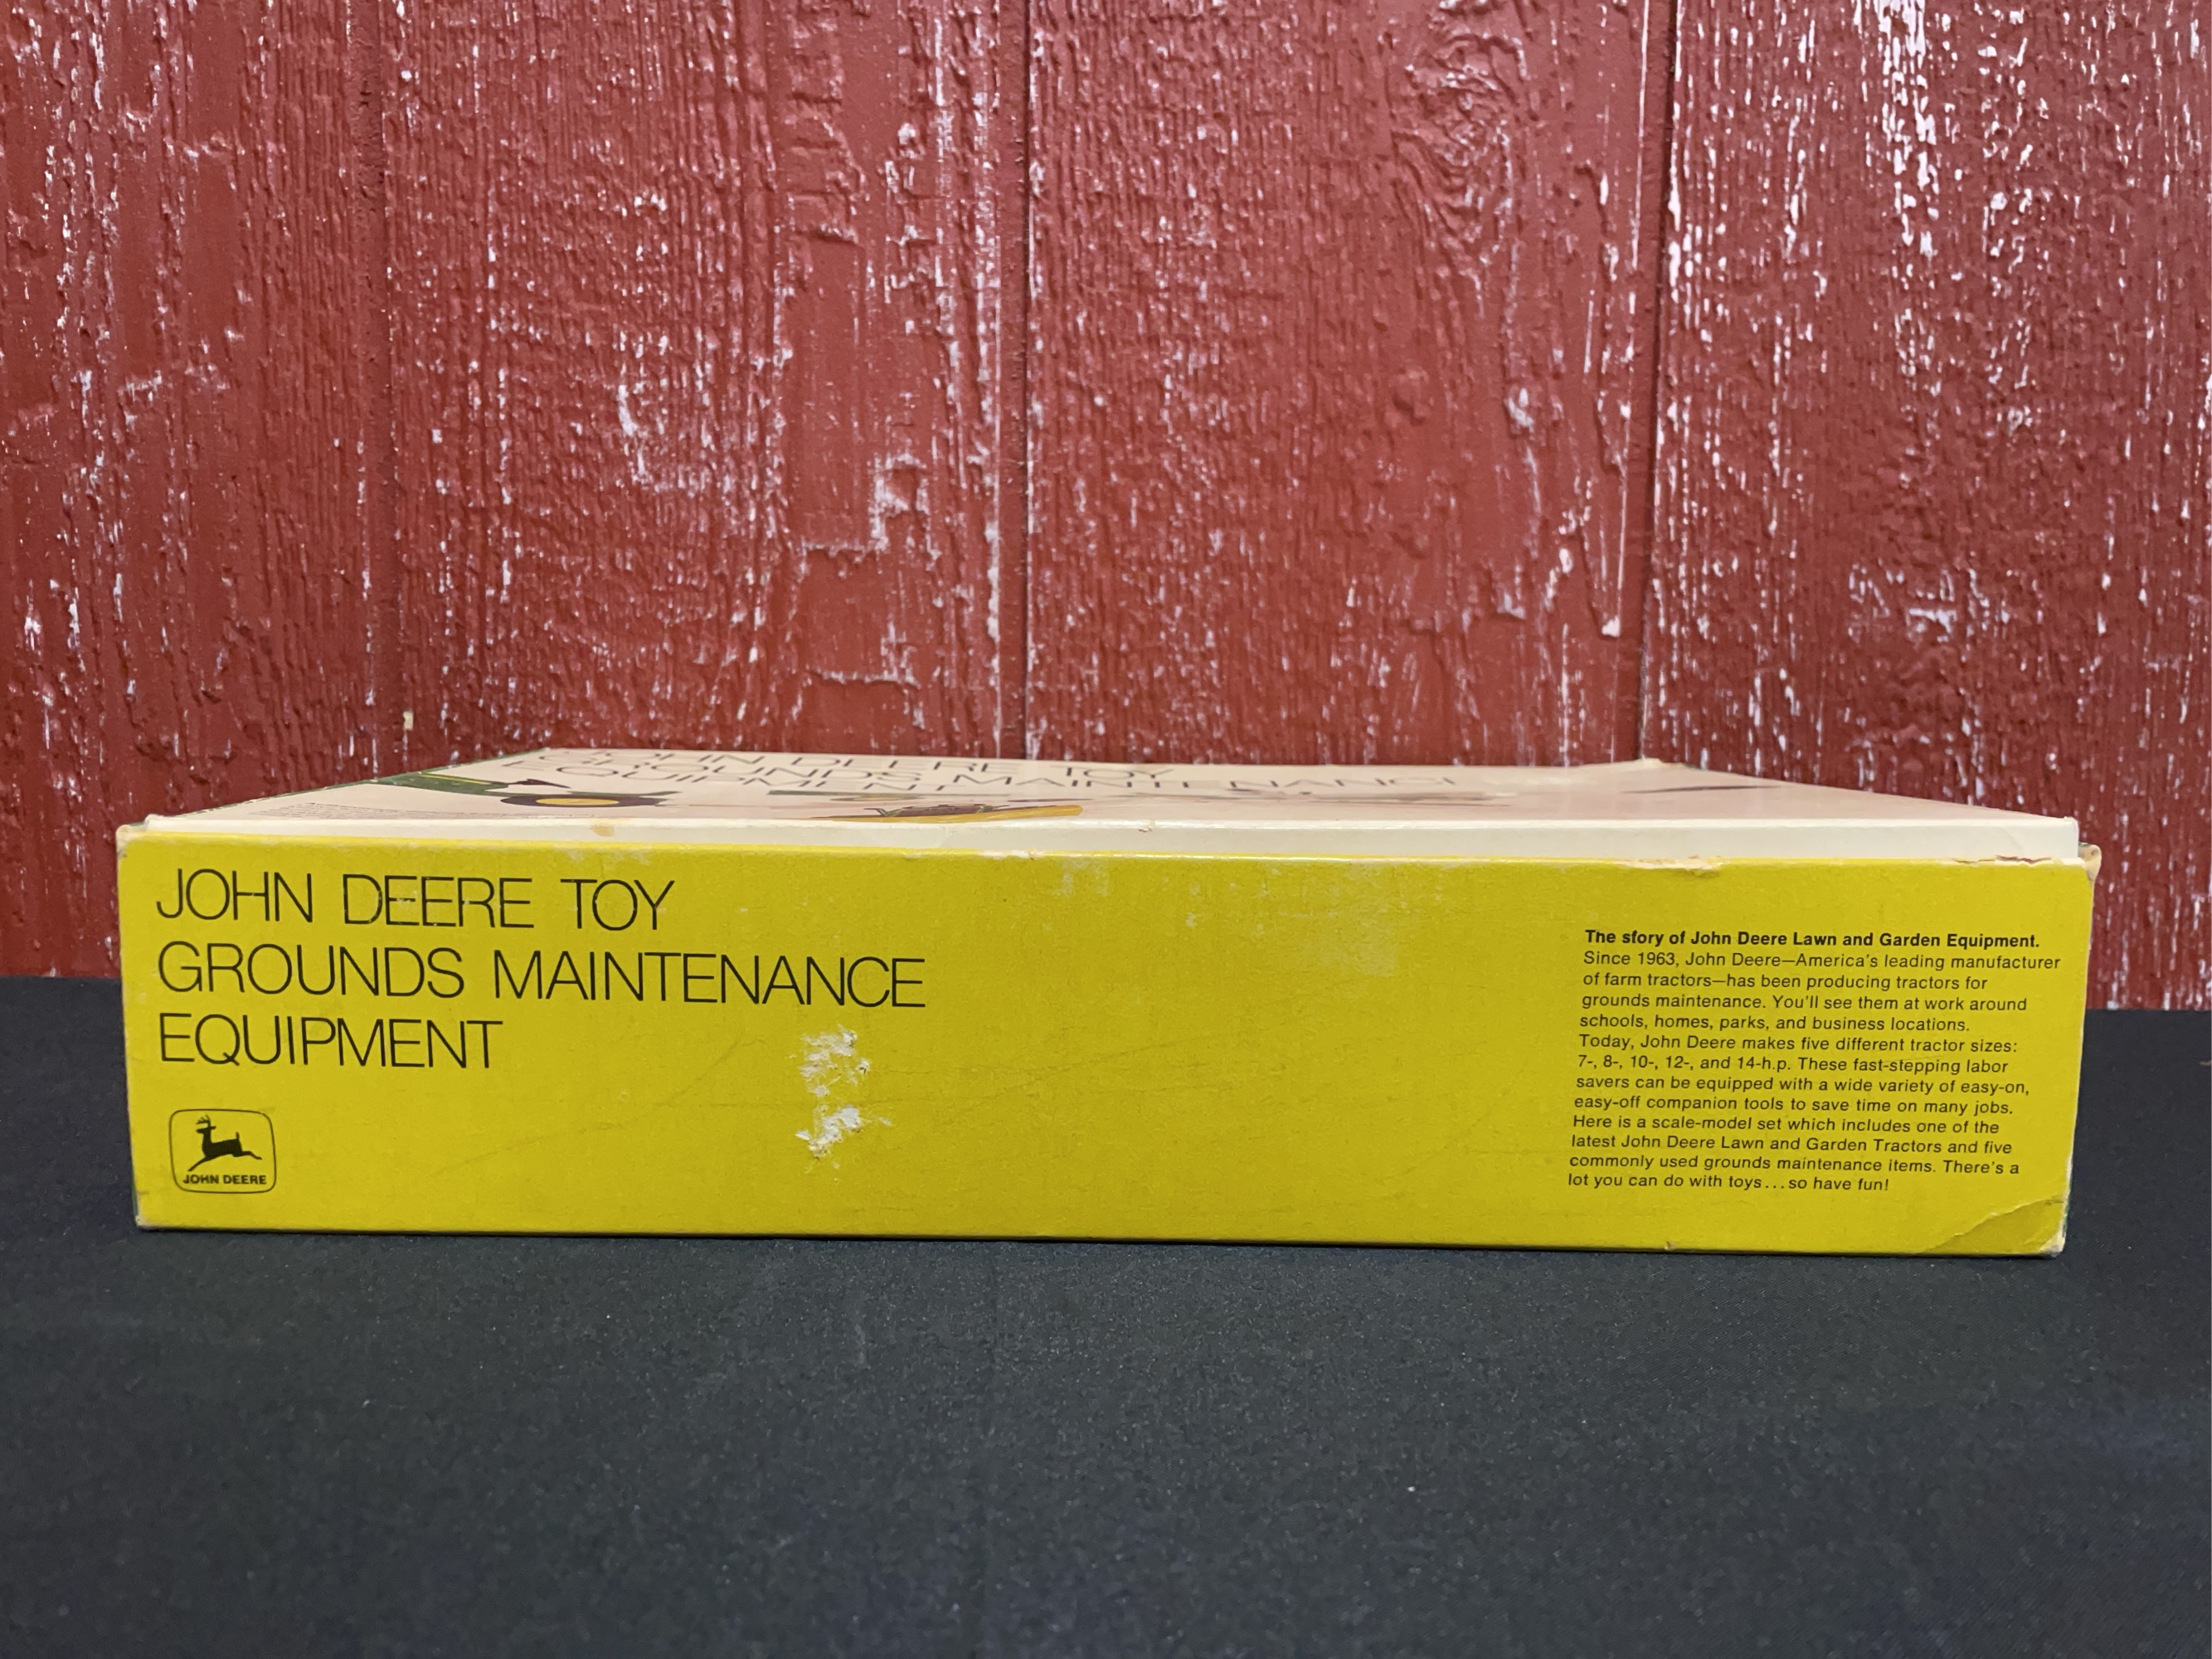 JOHN DEERE TOY
GROUNDS MAINTENANCE
EQUIPMENT
JOHN DEERE TOY
GROUNDS MAINTENANCE
EQUIPMENT
JOHN DEERE
The story of John Deere Lawn and Garden Equipment.
Since 1963, John Deere—America's leading manufacturer
of farm tractors—has been producing tractors for
grounds maintenance. You'll see them at work around
schools, homes, parks, and business locations.
Today, John Deere makes five different tractor sizes:
7-, 8-, 10-, 12-, and 14-h.p. These fast-stepping labor
savers can be equipped with a wide variety of easy-on,
easy-off companion tools to save time on many jobs.
Here is a scale-model set which includes one of the
latest John Deere Lawn and Garden Tractors and five
commonly used grounds maintenance items. There's a
lot you can do with toys...so have fun!